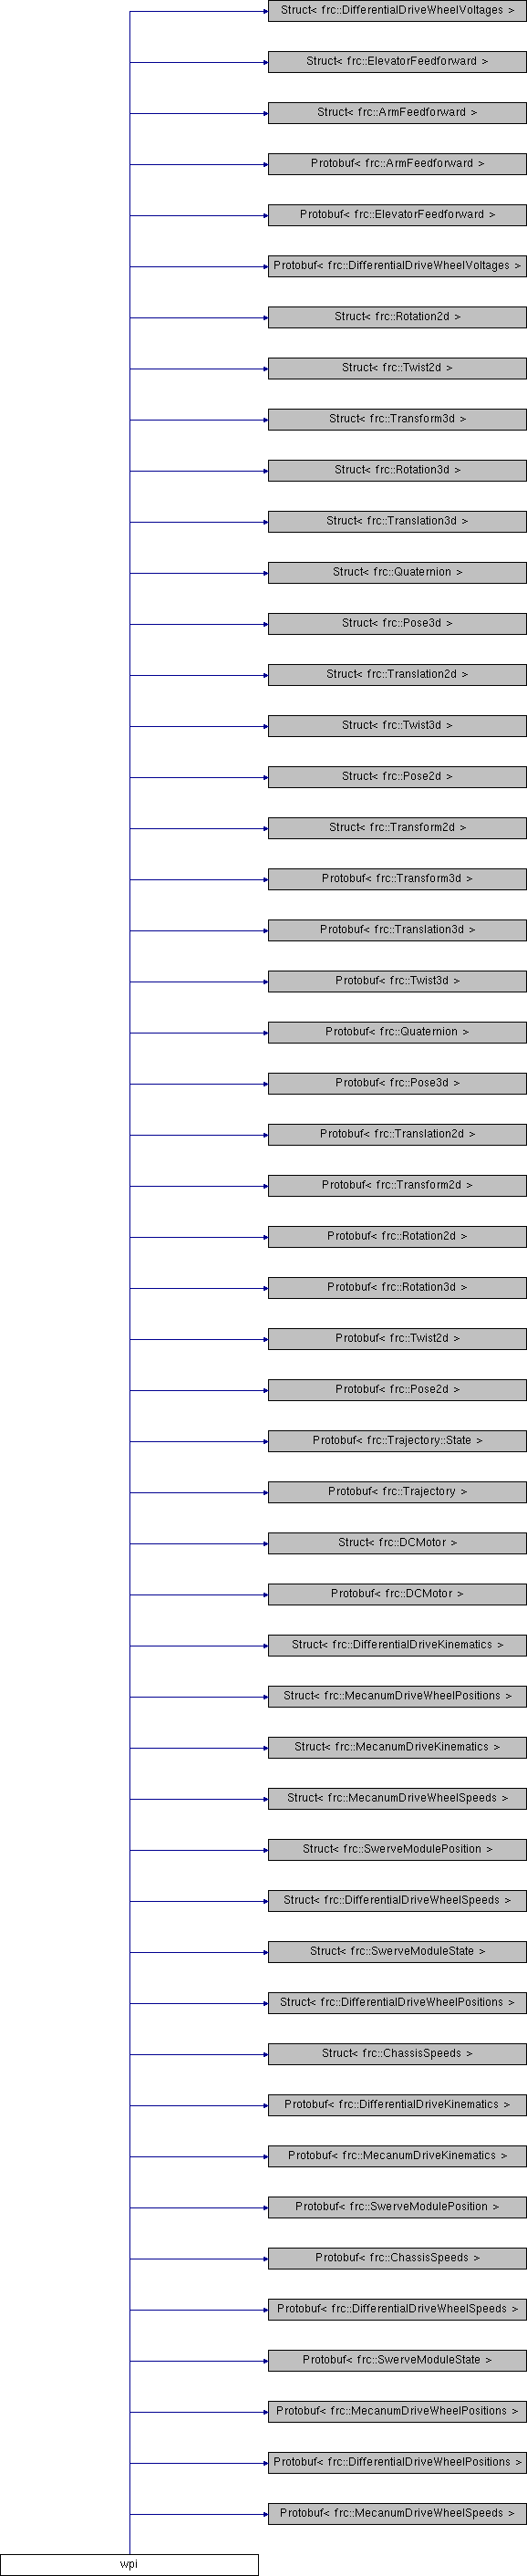 Struct< frc::DifferentialDriveWheelVoltages >
Struct< frc::ElevatorFeedforward >
Struct< frc::ArmFeedforward >
Protobuf< frc::ArmFeedforward >
Protobuf< frc::ElevatorFeedforward >
Protobuf< frc::DifferentialDriveWheelVoltages >
Struct< frc::Rotation2d >
Struct< frc::Twist2d >
Struct< frc::Transform3d >
Struct< frc::Rotation3d >
Struct< frc::Translation3d >
Struct< frc::Quaternion >
Struct< frc::Pose3d >
Struct< frc::Translation2d >
Struct< frc::Twist3d >
Struct< frc::Pose2d >
Struct< frc::Transform2d >
Protobuf< frc::Transform3d >
Protobuf< frc::Translation3d >
Protobuf< frc::Twist3d >
Protobuf< frc::Quaternion >
Protobuf< frc::Pose3d >
Protobuf< frc::Translation2d >
Protobuf< frc::Transform2d >
Protobuf< frc::Rotation2d >
Protobuf< frc::Rotation3d >
Protobuf< frc::Twist2d >
Protobuf< frc::Pose2d >
Protobuf< frc::Trajectory::State >
Protobuf< frc::Trajectory >
Struct< frc::DCMotor >
Protobuf< frc::DCMotor >
Struct< frc::DifferentialDriveKinematics >
Struct< frc::MecanumDriveWheelPositions >
Struct< frc::MecanumDriveKinematics >
Struct< frc::MecanumDriveWheelSpeeds >
Struct< frc::SwerveModulePosition >
Struct< frc::DifferentialDriveWheelSpeeds >
Struct< frc::SwerveModuleState >
Struct< frc::DifferentialDriveWheelPositions >
Struct< frc::ChassisSpeeds >
Protobuf< frc::DifferentialDriveKinematics >
Protobuf< frc::MecanumDriveKinematics >
Protobuf< frc::SwerveModulePosition >
Protobuf< frc::ChassisSpeeds >
Protobuf< frc::DifferentialDriveWheelSpeeds >
Protobuf< frc::SwerveModuleState >
Protobuf< frc::MecanumDriveWheelPositions >
Protobuf< frc::DifferentialDriveWheelPositions >
Protobuf< frc::MecanumDriveWheelSpeeds >
wpi